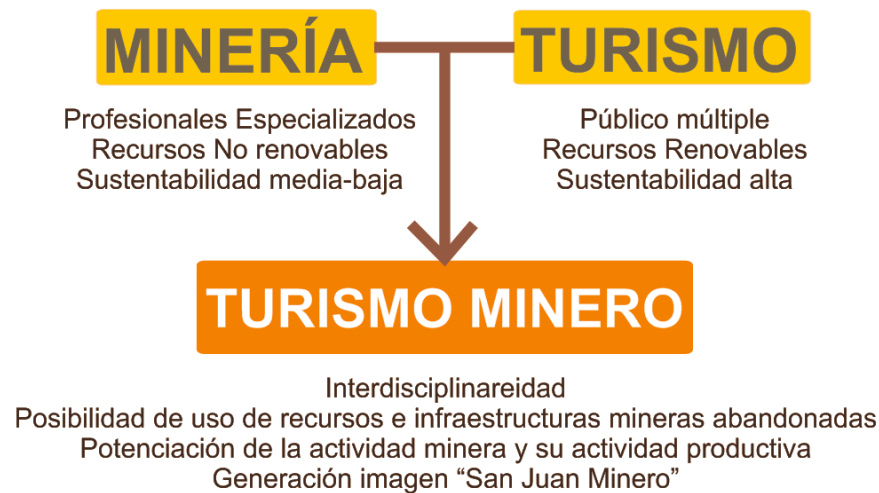 MINERÍA
TURISMO
Profesionales Especializados
Recursos No renovables
Sustentabilidad media-baja
Público múltiple
Recursos Renovables
Sustentabilidad alta
TURISMO MINERO
Interdisciplinareidad
Posibilidad de uso de recursos e infraestructuras mineras abandonadas
Potenciación de la actividad minera y su actividad productiva
Generación imagen “San Juan Minero”